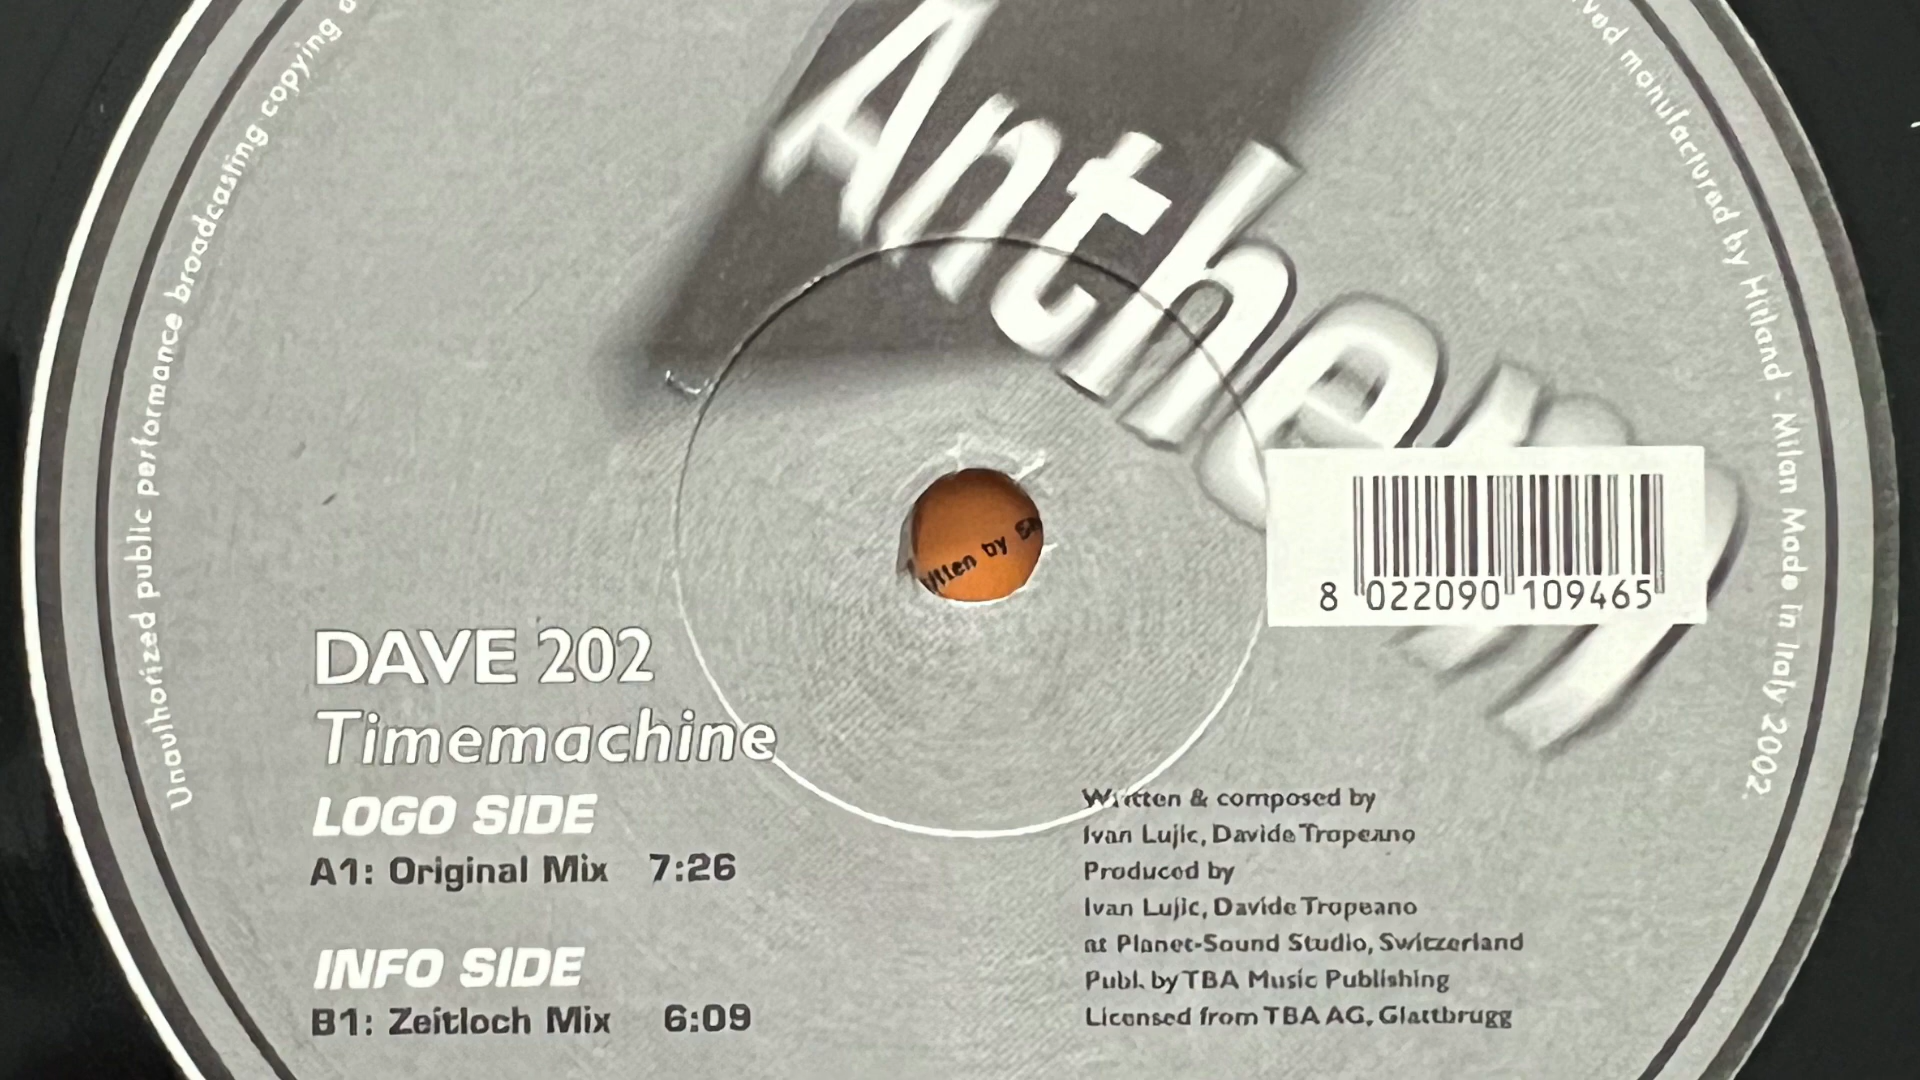 Anthem
Unauthorized public performance broadcasting copying
manufactured by Hitland - Milan Made in Italy 2002.
ritten by
8 022090 109465
DAVE 202
Timemachine
LOGO SIDE
A1: Original Mix 7:26
INFO SIDE
B1: Zeitloch Mix 6:09
Written & composed by
Ivan Lujic, Davide Tropeano
Produced by
Ivan Lujic, Davide Tropeano
at Planet-Sound Studio, Switzerland
Publ. by TBA Music Publishing
Licensed from TBA AG, Glattbrugg